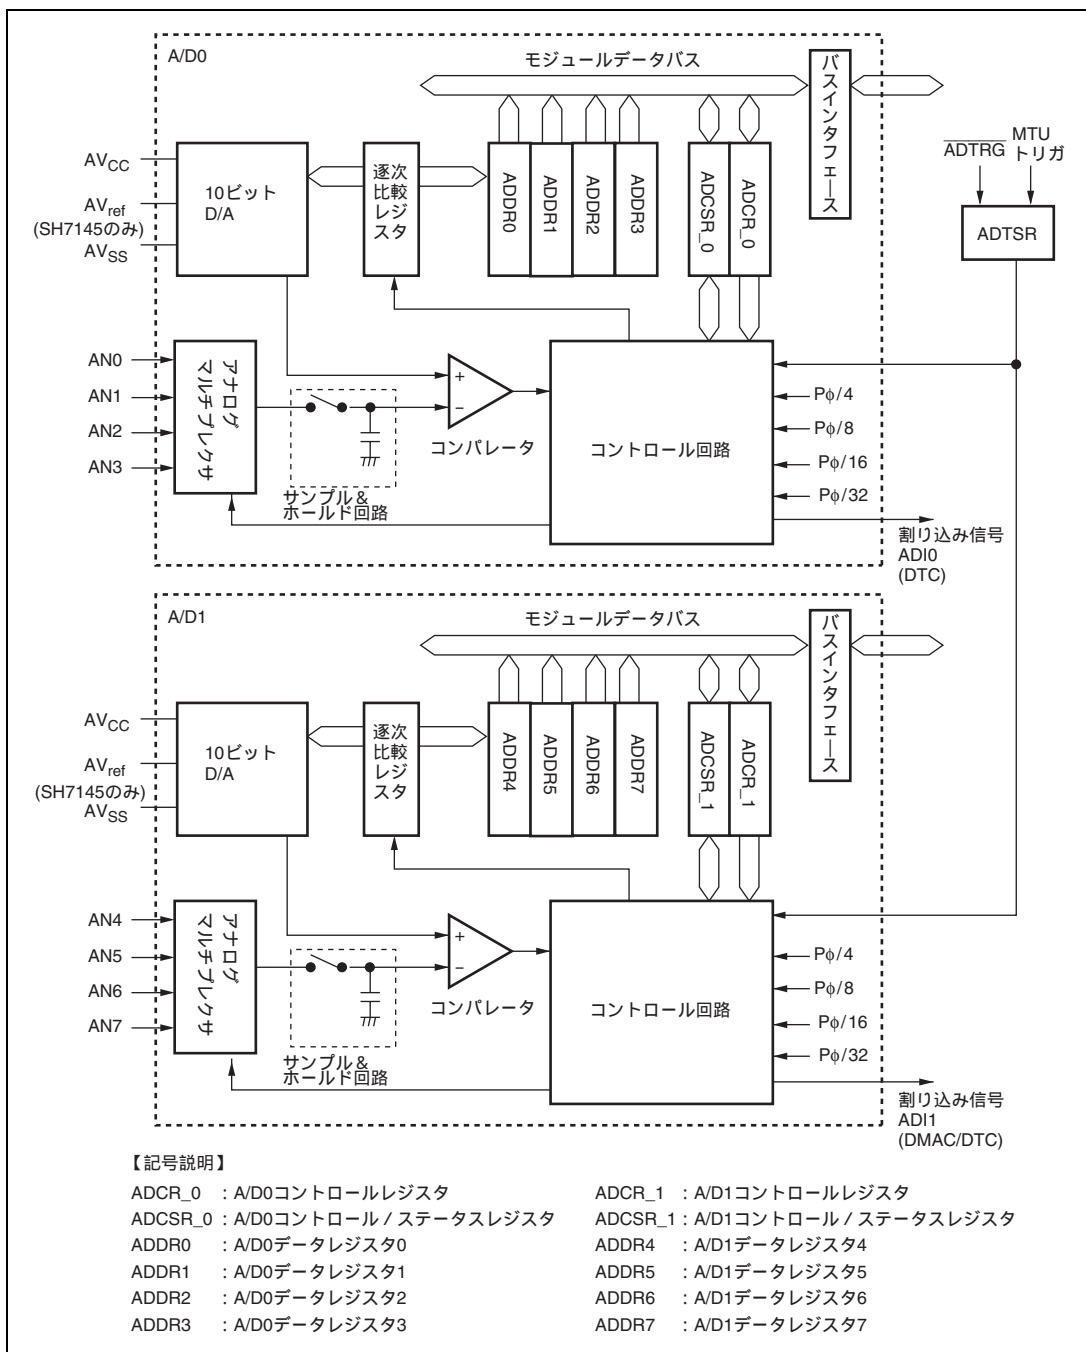 A/D0
モジュールデータバス
バスインタフェース
AVCC
AVref
(SH7145のみ)
AVSS
10ビット
D/A
逐次
比較
レジ
スタ
ADDR0
ADDR1
ADDR2
ADDR3
ADCSR_0
ADCR_0
ADTRG
MTU
トリガ
ADTSR
AN0
AN1
AN2
AN3
アナログ
マルチプレクサ
+
−
コンパレータ
サンプル&
ホールド回路
コントロール回路
Pφ/4
Pφ/8
Pφ/16
Pφ/32
割り込み信号
ADI0
(DTC)
A/D1
モジュールデータバス
バスインタフェース
AVCC
AVref
(SH7145のみ)
AVSS
10ビット
D/A
逐次
比較
レジ
スタ
ADDR4
ADDR5
ADDR6
ADDR7
ADCSR_1
ADCR_1
AN4
AN5
AN6
AN7
アナログ
マルチプレクサ
+
−
コンパレータ
サンプル&
ホールド回路
コントロール回路
Pφ/4
Pφ/8
Pφ/16
Pφ/32
割り込み信号
ADI1
(DMAC/DTC)
【記号説明】
ADCR_0 : A/D0コントロールレジスタ
ADCSR_0 : A/D0コントロール / ステータスレジスタ
ADDR0 : A/D0データレジスタ0
ADDR1 : A/D0データレジスタ1
ADDR2 : A/D0データレジスタ2
ADDR3 : A/D0データレジスタ3
ADCR_1 : A/D1コントロールレジスタ
ADCSR_1 : A/D1コントロール / ステータスレジスタ
ADDR4 : A/D1データレジスタ4
ADDR5 : A/D1データレジスタ5
ADDR6 : A/D1データレジスタ6
ADDR7 : A/D1データレジスタ7